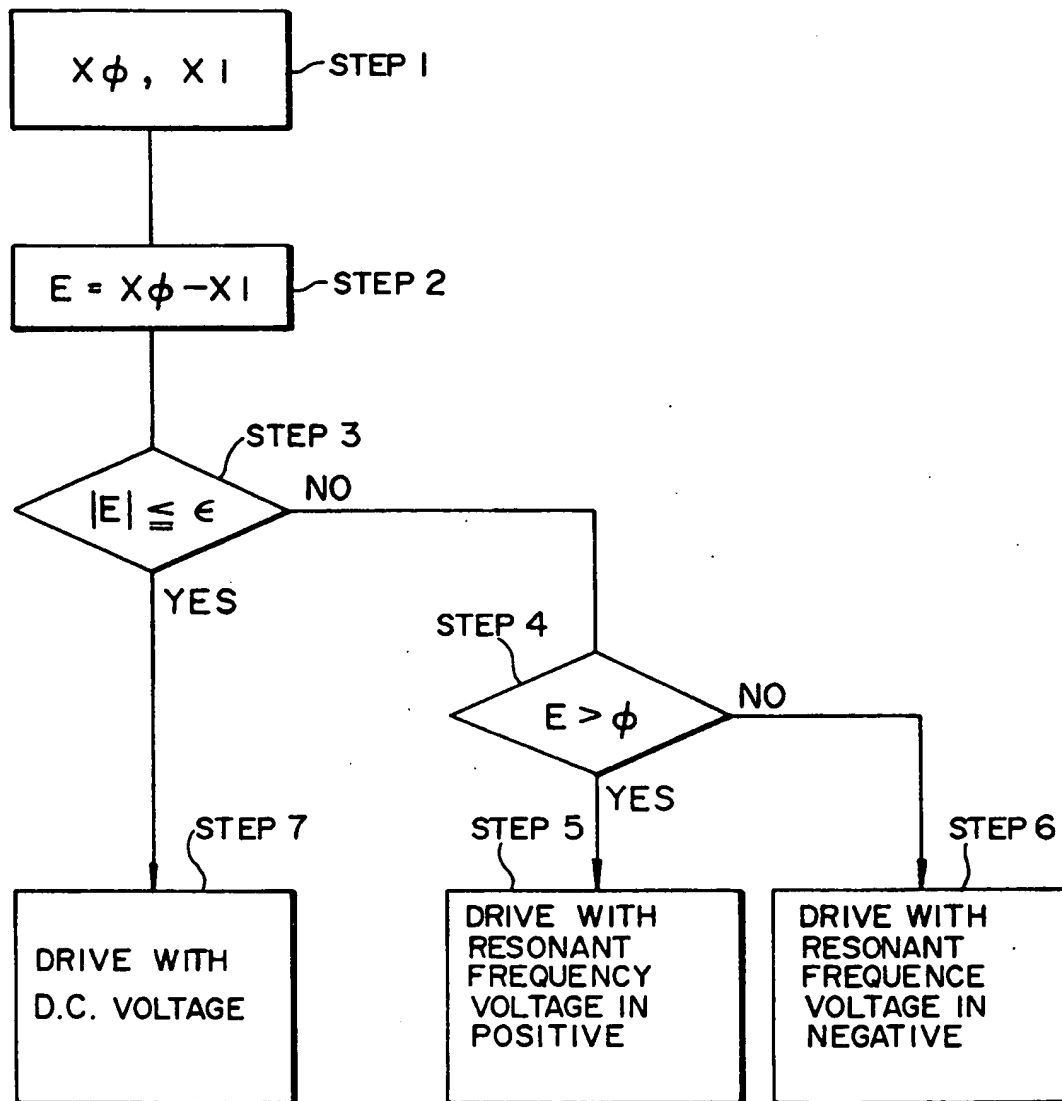 Xϕ, X1
STEP 1
E = Xϕ-X1
STEP 2
STEP 3
|E| ≦ ϵ
NO
YES
STEP 4
E > ϕ
NO
YES
STEP 7
STEP 5
STEP 6
DRIVE WITH
D.C. VOLTAGE
DRIVE WITH
RESONANT
FREQUENCY
VOLTAGE IN
POSITIVE
DRIVE WITH
RESONANT
FREQUENCE
VOLTAGE IN
NEGATIVE